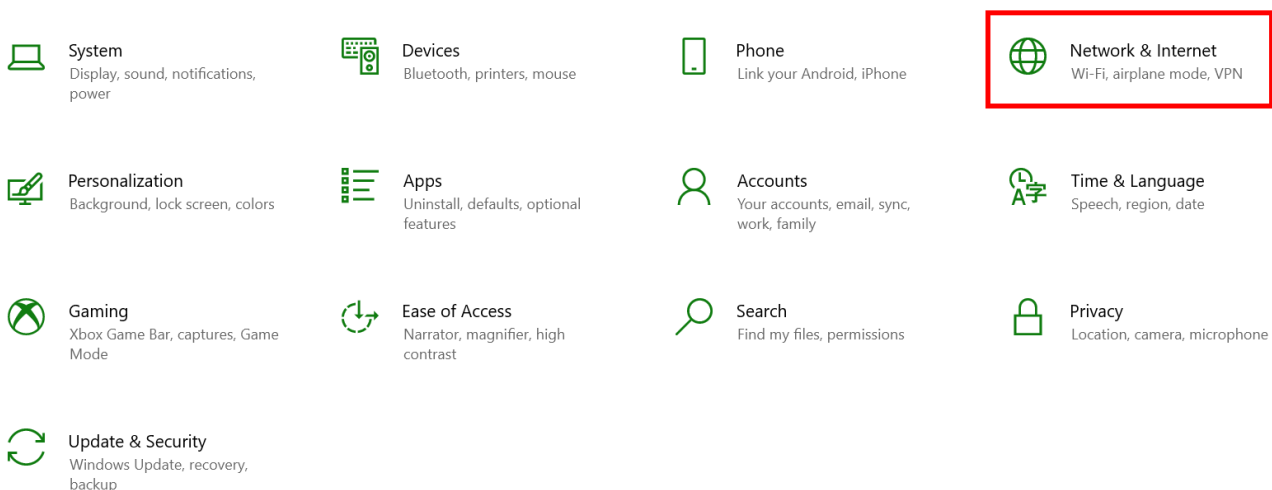 System
Display, sound, notifications,
power
Devices
Bluetooth, printers, mouse
Phone
Link your Android, iPhone
Network & Internet
Wi-Fi, airplane mode, VPN
Personalization
Background, lock screen, colors
Apps
Uninstall, defaults, optional
features
Accounts
Your accounts, email, sync,
work, family
A字
Time & Language
Speech, region, date
Gaming
Xbox Game Bar, captures, Game
Mode
Ease of Access
Narrator, magnifier, high
contrast
Search
Find my files, permissions
Privacy
Location, camera, microphone
Update & Security
Windows Update, recovery,
backup